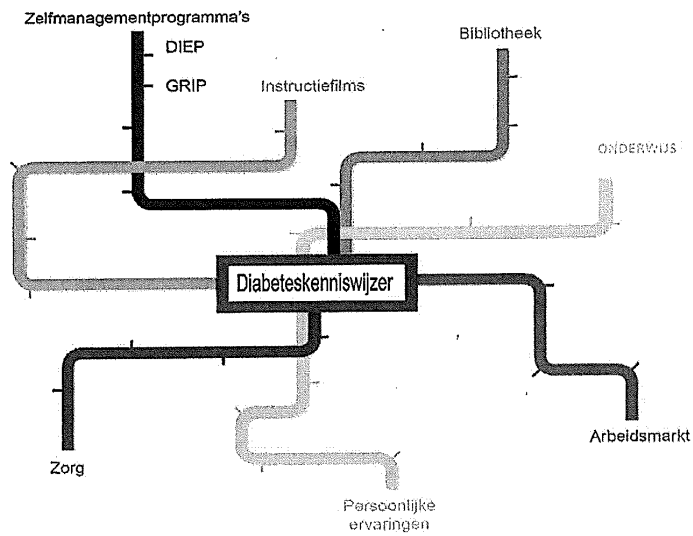 Zelfmanagementprogramma's
DIEP
GRIP
Instructiefilms
Bibliotheek
ONDERWIJS
Diabeteskenniswijzer
Arbeidsmarkt
Zorg
Persoonlijke
ervaringen